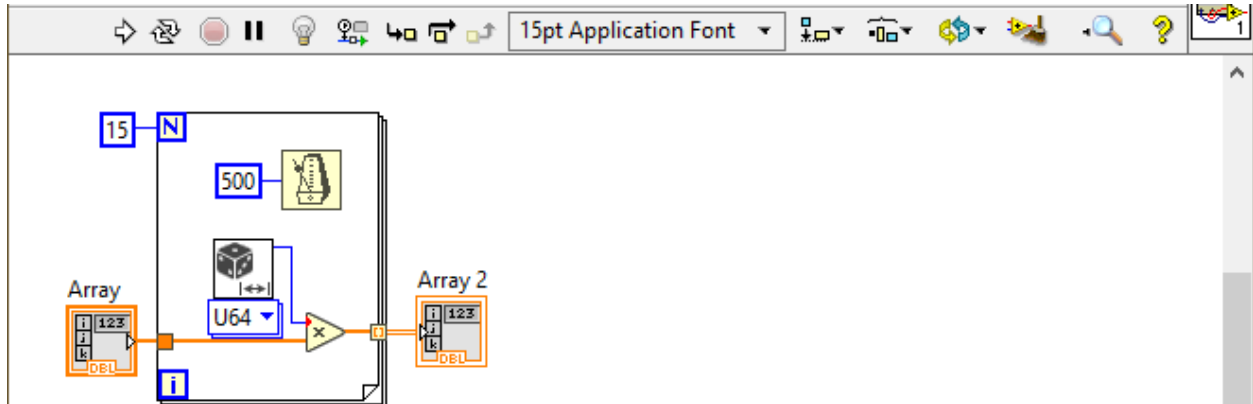 15pt Application Font
1
15
N
500
Array
Array 2
123
i
j
k
DBL
U64
x
123
i
j
k
DBL
i